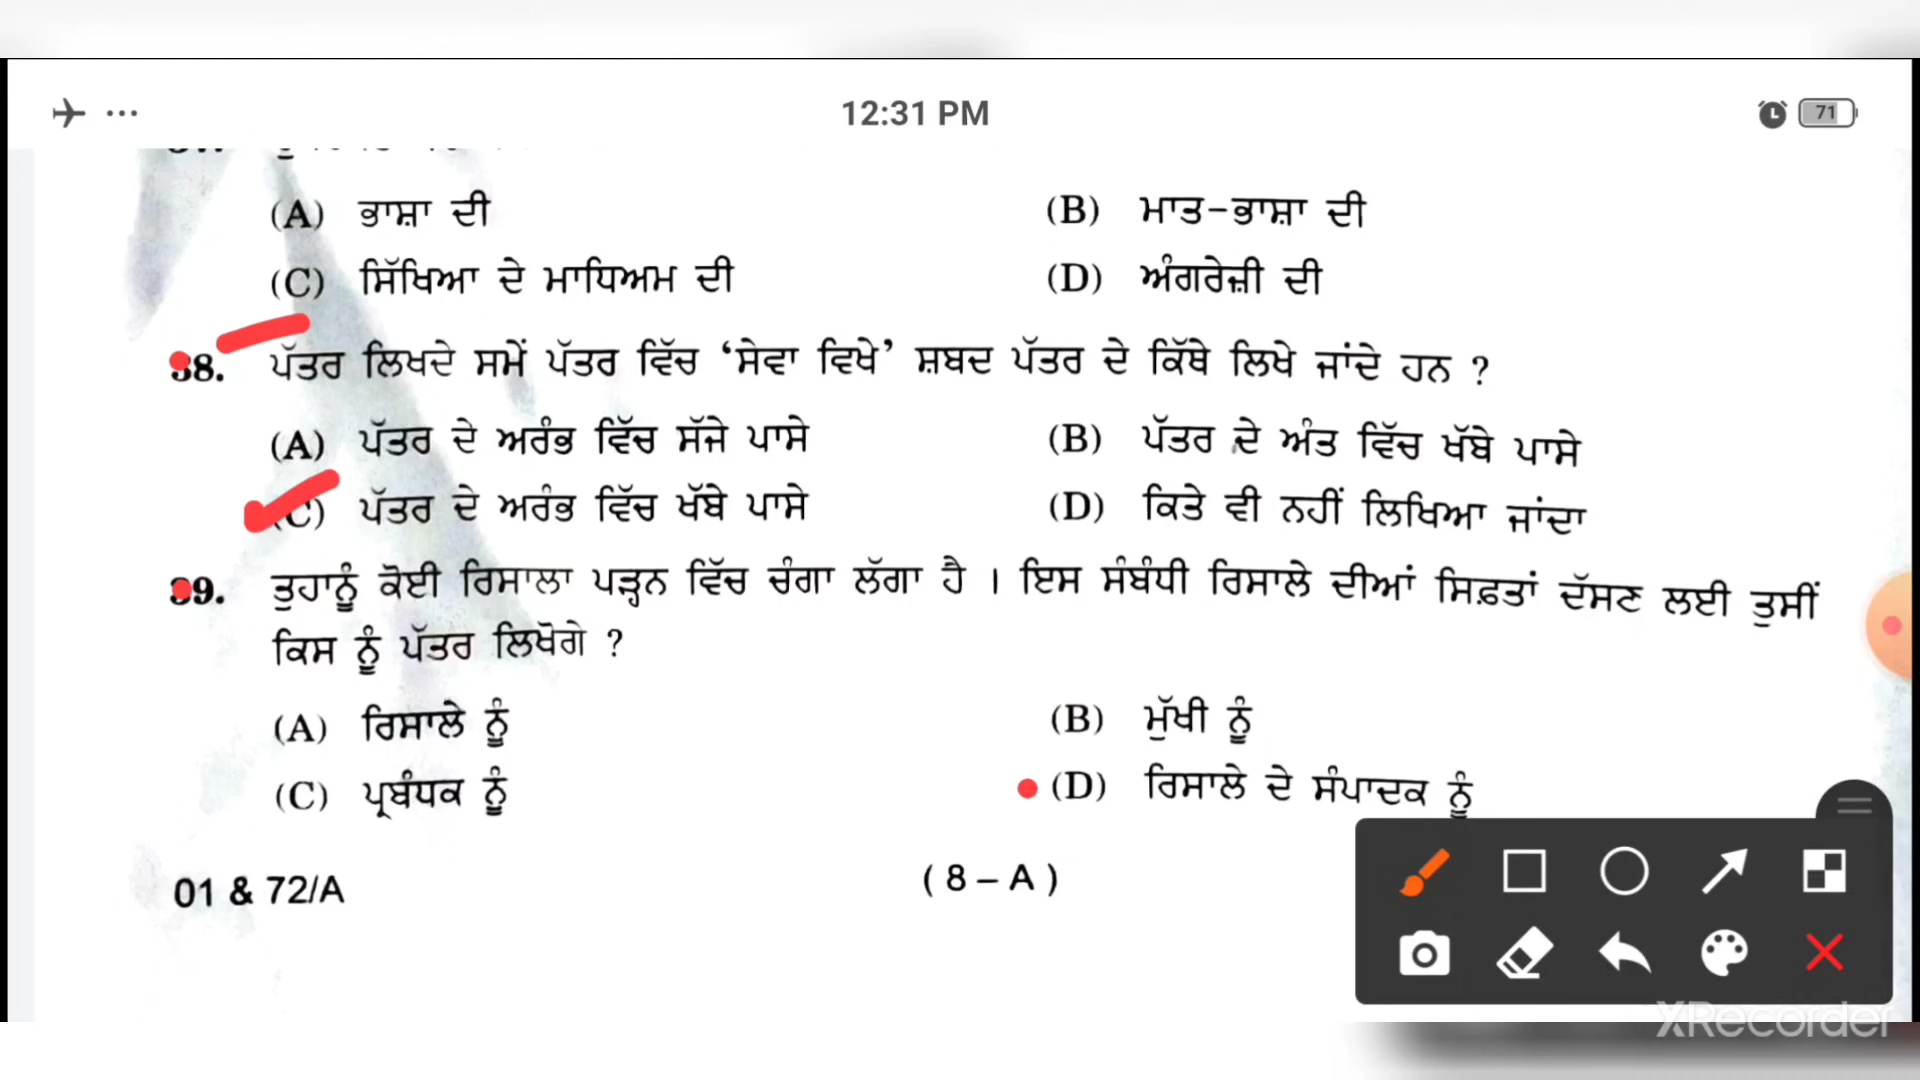 12:31 PM
71
(A) ਭਾਸ਼ਾ ਦੀ (B) ਮਾਤ-ਭਾਸ਼ਾ ਦੀ
(C) ਸਿੱਖਿਆ ਦੇ ਮਾਧਿਅਮ ਦੀ (D) ਅੰਗਰੇਜ਼ੀ ਦੀ
38. ਪੱਤਰ ਲਿਖਦੇ ਸਮੇਂ ਪੱਤਰ ਵਿੱਚ ‘ਸੇਵਾ ਵਿਖੇ’ ਸ਼ਬਦ ਪੱਤਰ ਦੇ ਕਿੱਥੇ ਲਿਖੇ ਜਾਂਦੇ ਹਨ ?
(A) ਪੱਤਰ ਦੇ ਅਰੰਭ ਵਿੱਚ ਸੱਜੇ ਪਾਸੇ (B) ਪੱਤਰ ਦੇ ਅੰਤ ਵਿੱਚ ਖੱਬੇ ਪਾਸੇ
(C) ਪੱਤਰ ਦੇ ਅਰੰਭ ਵਿੱਚ ਖੱਬੇ ਪਾਸੇ (D) ਕਿਤੇ ਵੀ ਨਹੀਂ ਲਿਖਿਆ ਜਾਂਦਾ
39. ਤੁਹਾਨੂੰ ਕੋਈ ਰਿਸਾਲਾ ਪੜ੍ਹਨ ਵਿੱਚ ਚੰਗਾ ਲੱਗਾ ਹੈ । ਇਸ ਸੰਬੰਧੀ ਰਿਸਾਲੇ ਦੀਆਂ ਸਿਫ਼ਤਾਂ ਦੱਸਣ ਲਈ ਤੁਸੀਂ
ਕਿਸ ਨੂੰ ਪੱਤਰ ਲਿਖੋਗੇ ?
(A) ਰਿਸਾਲੇ ਨੂੰ (B) ਮੁੱਖੀ ਨੂੰ
(C) ਪ੍ਰਬੰਧਕ ਨੂੰ (D) ਰਿਸਾਲੇ ਦੇ ਸੰਪਾਦਕ ਨੂੰ
01 & 72/A ( 8 – A )
XRecorder